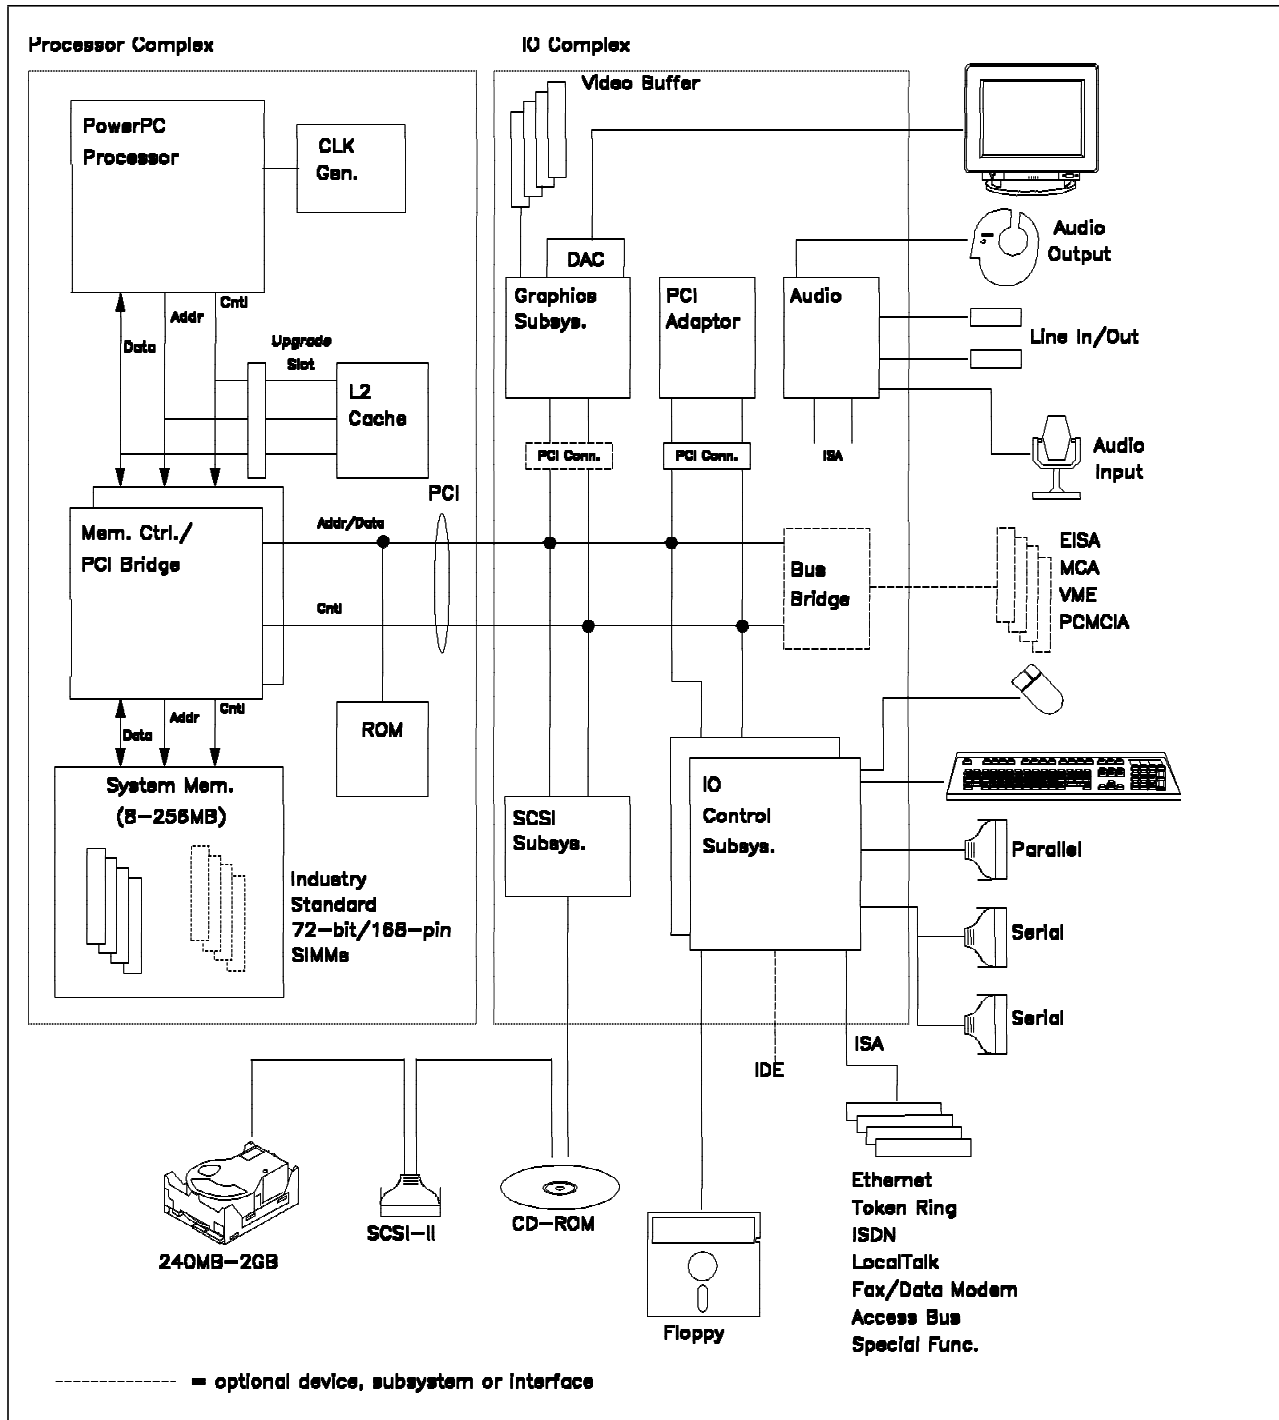 Processor Complex
IO Complex
Video Buffer
PowerPC
Processor
CLK
Gen.
Audio
Output
DAC
Graphics
Subsys.
PCI
Adaptor
Audio
Cntl
Addr
Data
Upgrade
Slot
Line In/Out
L2
Cache
PCI Conn.
PCI Conn.
ISA
Audio
Input
PCI
Addr/Data
Mem. Ctrl./
PCI Bridge
Cntl
Bus
Bridge
EISA
MCA
VME
PCMCIA
Cntl
Addr
Data
ROM
System Mem.
(8-256MB)
Industry
Standard
72-bit/168-pin
SIMMs
SCSI
Subsys.
IO
Control
Subsys.
Parallel
Serial
Serial
ISA
IDE
240MB-2GB
SCSI-II
CD-ROM
Floppy
Ethernet
Token Ring
ISDN
LocalTalk
Fax/Data Modem
Access Bus
Special Func.
= optional device, subsystem or interface